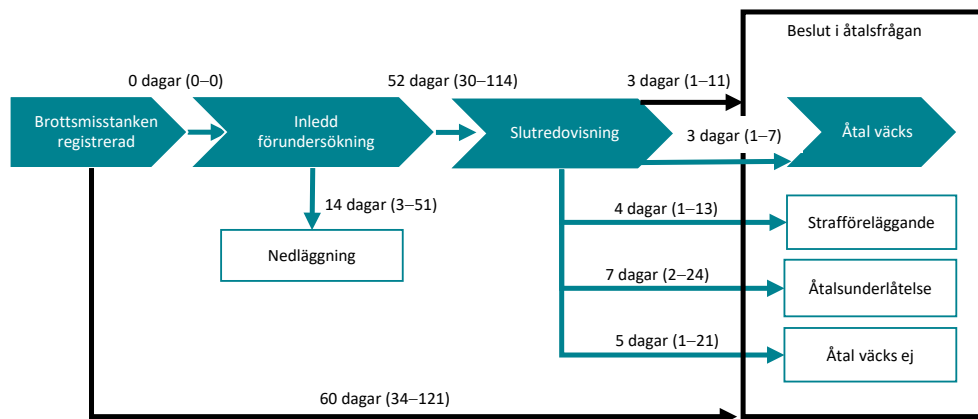 Beslut i åtalsfrågan
0 dagar (0–0)
52 dagar (30–114)
3 dagar (1–11)
Brottsmisstanken
registrerad
Inledd
förundersökning
Slutredovisning
3 dagar (1–7)
Åtal väcks
14 dagar (3–51)
Nedläggning
4 dagar (1–13)
Strafföreläggande
7 dagar (2–24)
Åtalsunderlåtelse
5 dagar (1–21)
Åtal väcks ej
60 dagar (34–121)